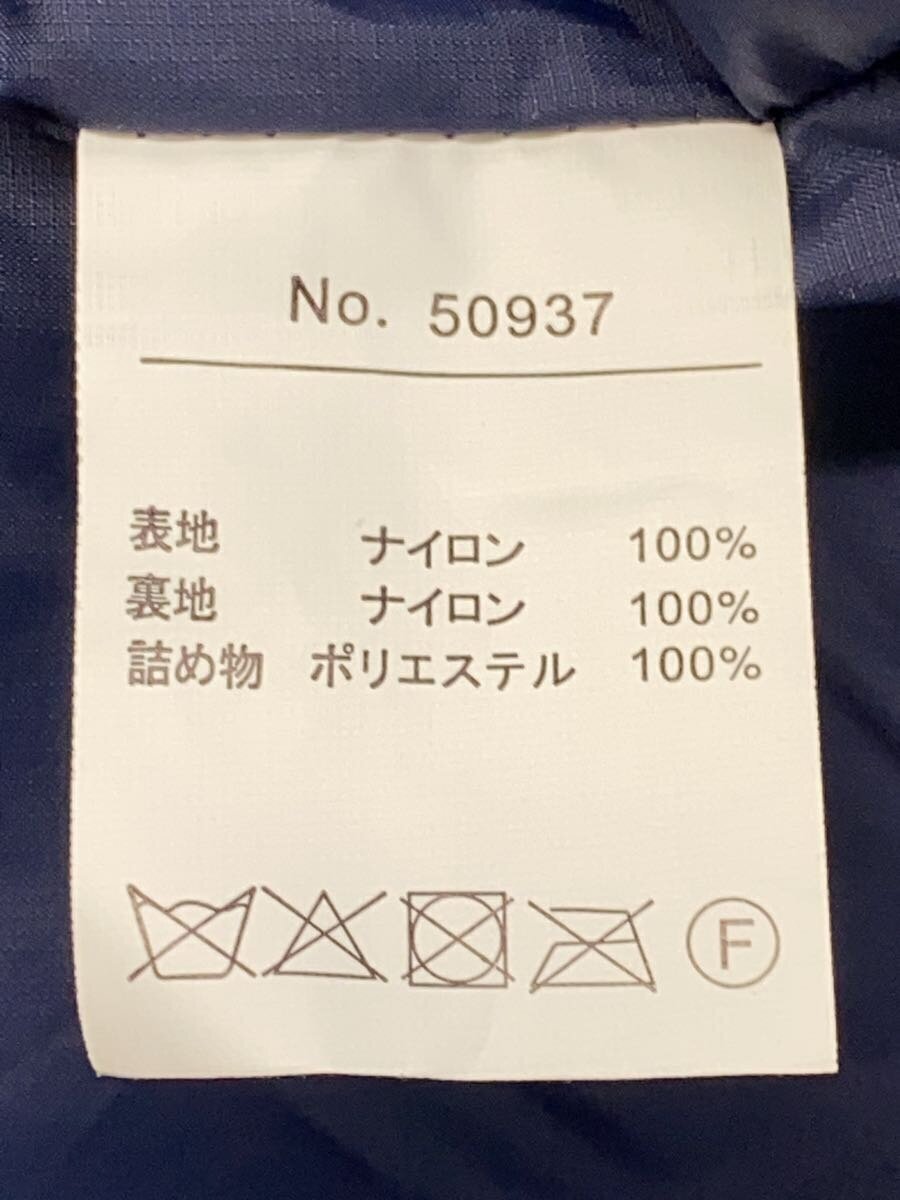 No. 50937
表地 ナイロン 100%
裏地 ナイロン 100%
詰め物 ポリエステル 100%
F